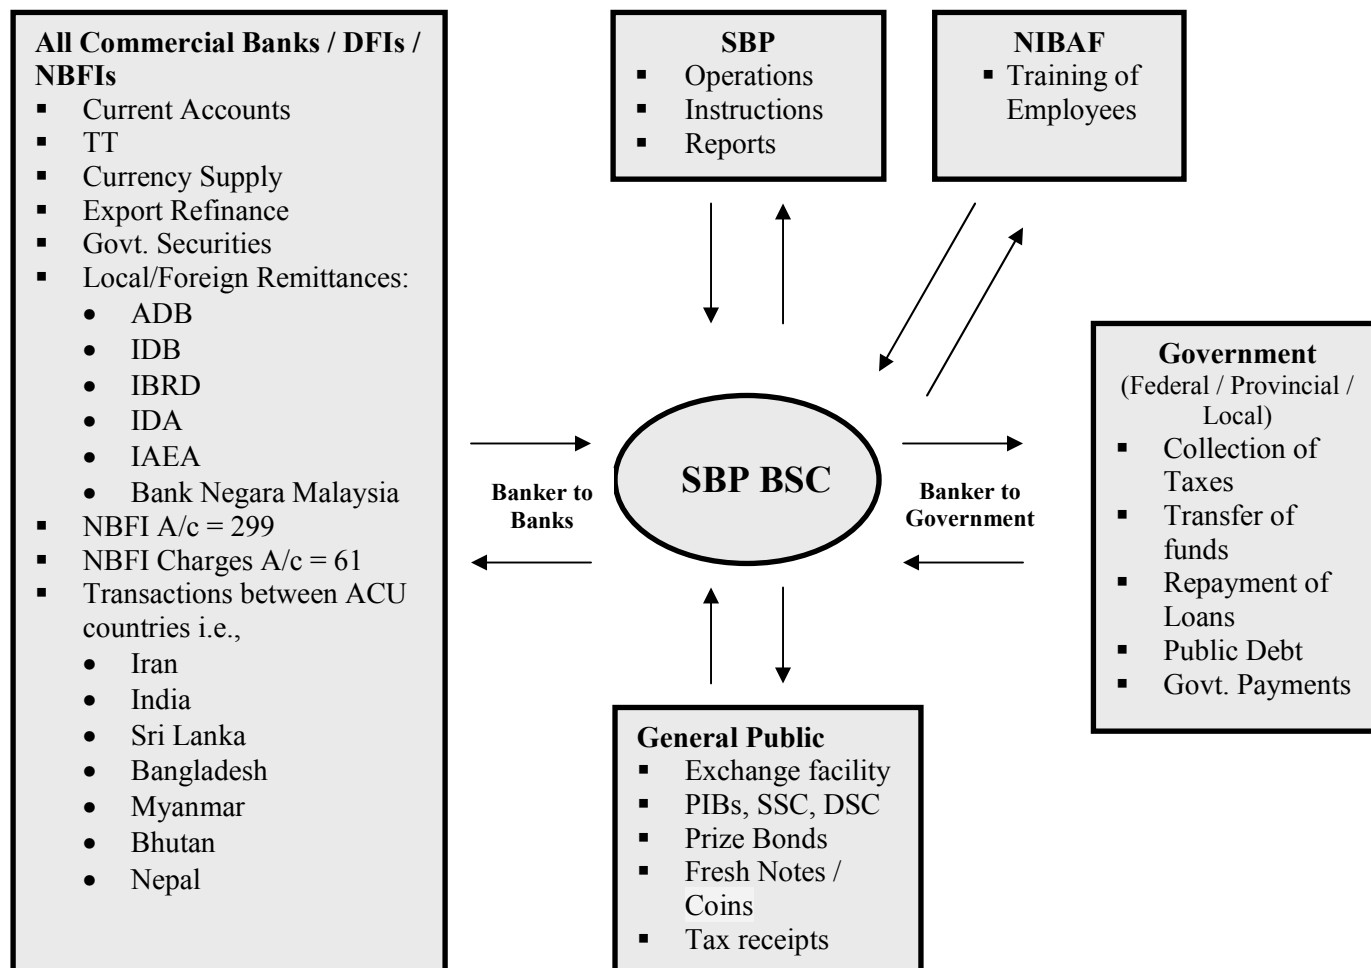 All Commercial Banks / DFIs /
NBFIs
▪ Current Accounts
▪ TT
▪ Currency Supply
▪ Export Refinance
▪ Govt. Securities
▪ Local/Foreign Remittances:
• ADB
• IDB
• IBRD
• IDA
• IAEA
• Bank Negara Malaysia
▪ NBFI A/c = 299
▪ NBFI Charges A/c = 61
▪ Transactions between ACU
countries i.e.,
• Iran
• India
• Sri Lanka
• Bangladesh
• Myanmar
• Bhutan
• Nepal
SBP
▪ Operations
▪ Instructions
▪ Reports
NIBAF
▪ Training of
Employees
Banker to
Banks
SBP BSC
Banker to
Government
Government
(Federal / Provincial /
Local)
▪ Collection of
Taxes
▪ Transfer of
funds
▪ Repayment of
Loans
▪ Public Debt
▪ Govt. Payments
General Public
▪ Exchange facility
▪ PIBs, SSC, DSC
▪ Prize Bonds
▪ Fresh Notes /
Coins
▪ Tax receipts